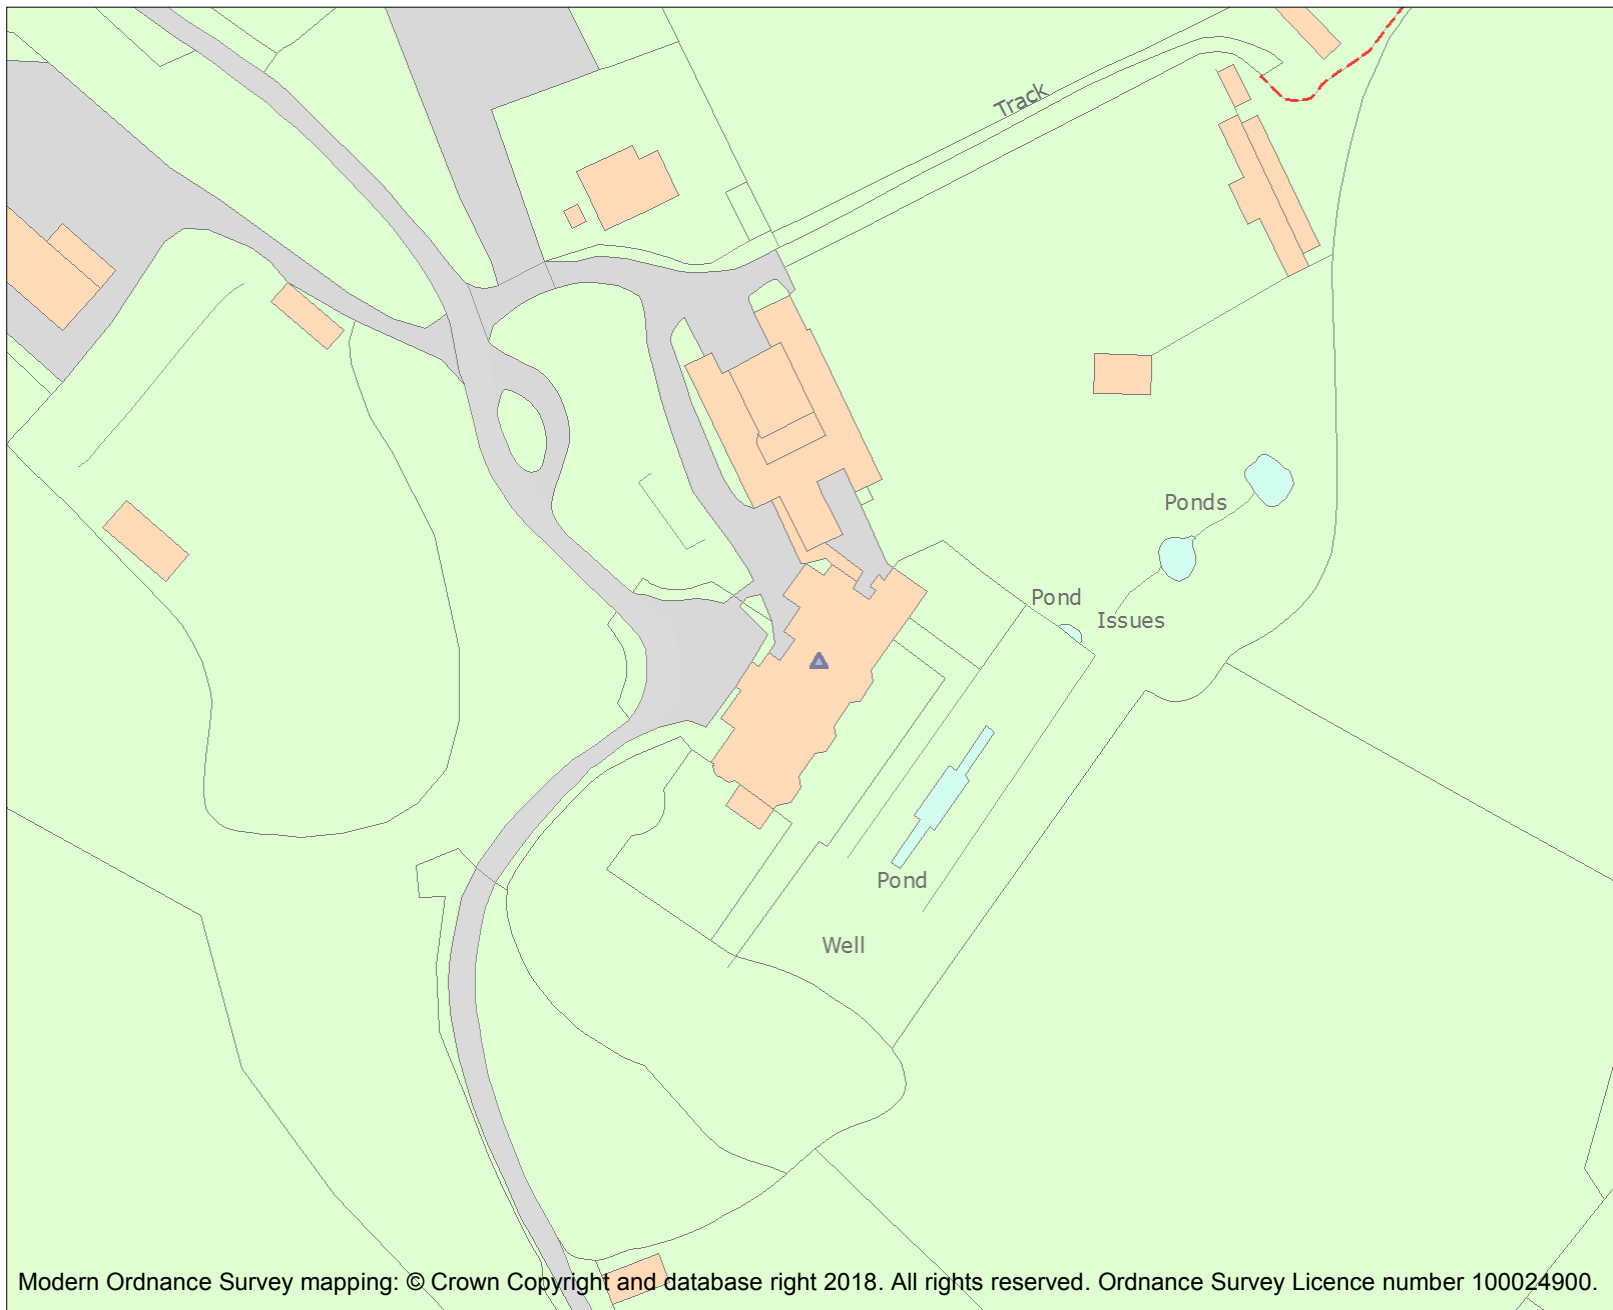 Track
Ponds
Pond
Issues
Pond
Well
Modern Ordnance Survey mapping: © Crown Copyright and database right 2018. All rights reserved. Ordnance Survey Licence number 100024900.